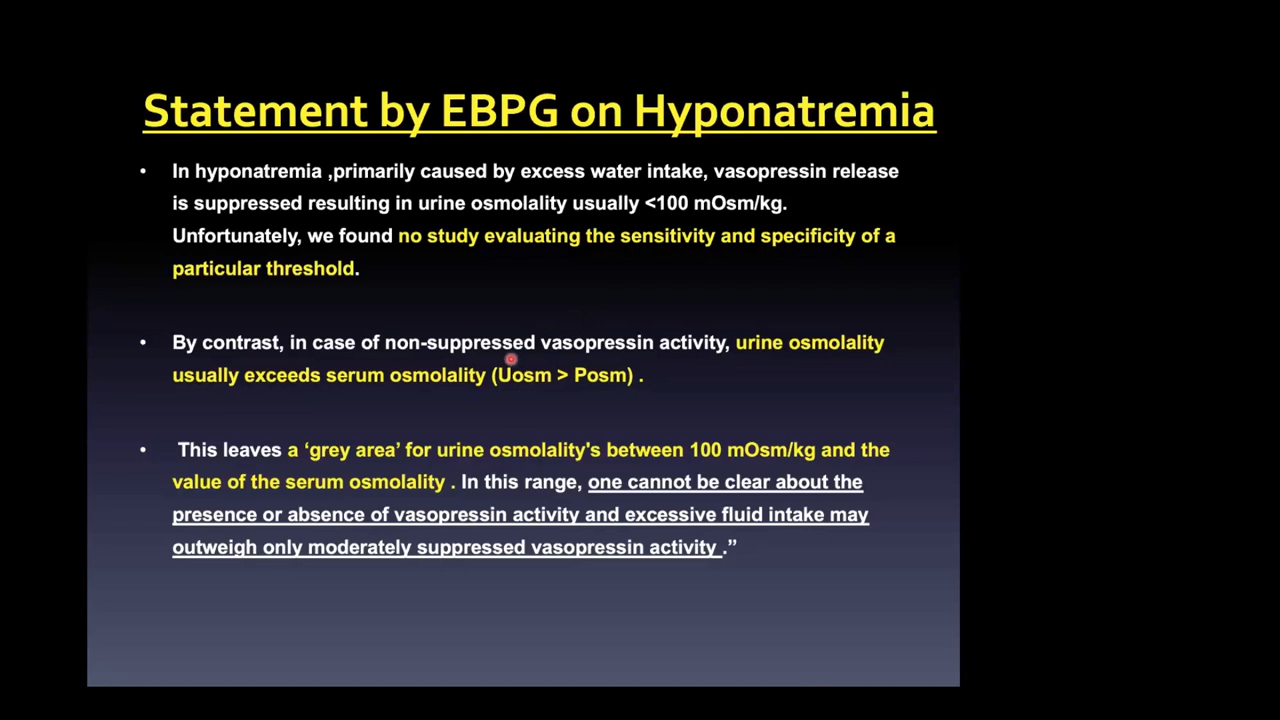 Statement by EBPG on Hyponatremia
• In hyponatremia ,primarily caused by excess water intake, vasopressin release
is suppressed resulting in urine osmolality usually <100 mOsm/kg.
Unfortunately, we found no study evaluating the sensitivity and specificity of a
particular threshold.
• By contrast, in case of non-suppressed vasopressin activity, urine osmolality
usually exceeds serum osmolality (Uosm > Posm) .
• This leaves a ‘grey area’ for urine osmolality's between 100 mOsm/kg and the
value of the serum osmolality . In this range, one cannot be clear about the
presence or absence of vasopressin activity and excessive fluid intake may
outweigh only moderately suppressed vasopressin activity .”